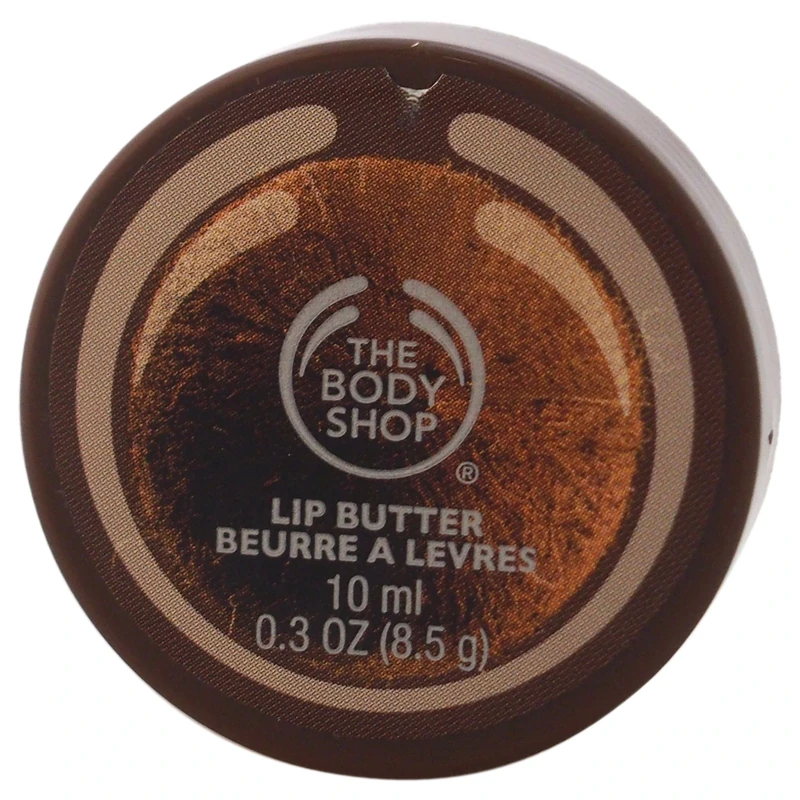 THE
BODY
SHOP
®
LIP BUTTER
BEURRE A LEVRES
10 ml
0.3 OZ (8.5 g)